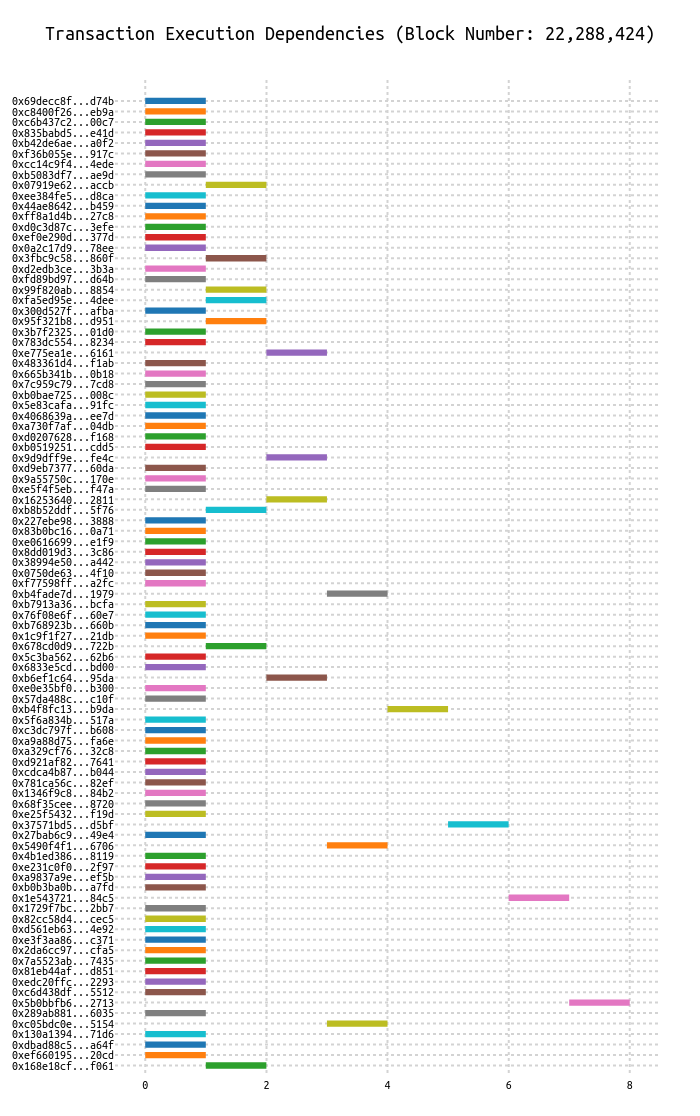 Transaction Execution Dependencies (Block Number: 22,288,424)
0x69decc8f...d74b
0xc8400f26...eb9a
0xc6b437c2...00c7
0x835babd5...e41d
0xb42de6ae...a0f2
0xf36b055e...917c
0xcc14c9f4...4ede
0xb5083df7...ae9d
0x07919e62...accb
0xee384fe5...d8ca
0x44ae8642...b459
0xff8a1d4b...27c8
0xd0c3d87c...3efe
0xef0e290d...377d
0x0a2c17d9...78ee
0x3fbc9c58...860f
0xd2edb3ce...3b3a
0xfd89bd97...d64b
0x99f820ab...8854
0xfa5ed95e...4dee
0x300d527f...afba
0x95f321b8...d951
0x3b7f2325...01d0
0x783dc554...8234
0xe775ea1e...6161
0x483361d4...f1ab
0x665b341b...0b18
0x7c959c79...7cd8
0xb0bae725...008c
0x5e83cafa...91fc
0x4068639a...ee7d
0xa730f7af...04db
0xd0207628...f168
0xb0519251...cdd5
0x9d9dff9e...fe4c
0xd9eb7377...60da
0x9a55750c...170e
0xe5f4f5eb...f47a
0x16253640...2811
0xb8b52ddf...5f76
0x227ebe98...3888
0x83b0bc16...0a71
0xe0616699...e1f9
0x8dd019d3...3c86
0x38994e50...a442
0x0750de63...4f10
0xf77598ff...a2fc
0xb4fade7d...1979
0xb7913a36...bcfa
0x76f08e6f...60e7
0xb768923b...660b
0x1c9f1f27...21db
0x678cd0d9...722b
0x5c3ba562...62b6
0x6833e5cd...bd00
0xb6ef1c64...95da
0xe0e35bf0...b300
0x57da488c...c10f
0xb4f8fc13...b9da
0x5f6a834b...517a
0xc3dc797f...b608
0xa9a88d75...fa6e
0xa329cf76...32c8
0xd921af82...7641
0xcdca4b87...b044
0x781ca56c...82ef
0x1346f9c8...84b2
0x68f35cee...8720
0xe25f5432...f19d
0x37571bd5...d5bf
0x27bab6c9...49e4
0x5490f4f1...6706
0x4b1ed386...8119
0xe231c0f0...2f97
0xa9837a9e...ef5b
0xb0b3ba0b...a7fd
0x1e543721...84c5
0x1729f7bc...2bb7
0x82cc58d4...cec5
0xd561eb63...4e92
0xe3f3aa86...c371
0x2da6cc97...cfa5
0x7a5523ab...7435
0x81eb44af...d851
0xedc20ffc...2293
0xc6d438df...5512
0x5b0bbfb6...2713
0x289ab881...6035
0xc05bdc0e...5154
0x130a1394...71d6
0xdbad88c5...a64f
0xef660195...20cd
0x168e18cf...f061
0 2 4 6 8